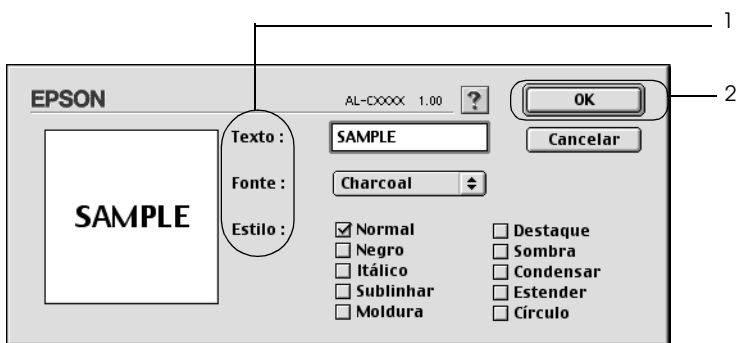 1
EPSON AL-CXXXX 1.00 ? OK 2
Texto : SAMPLE Cancelar
Fonte : Charcoal
SAMPLE
Estilo : Normal Destaque
Negro Sombra
Itálico Condensar
Sublinhar Estender
Moldura Círculo